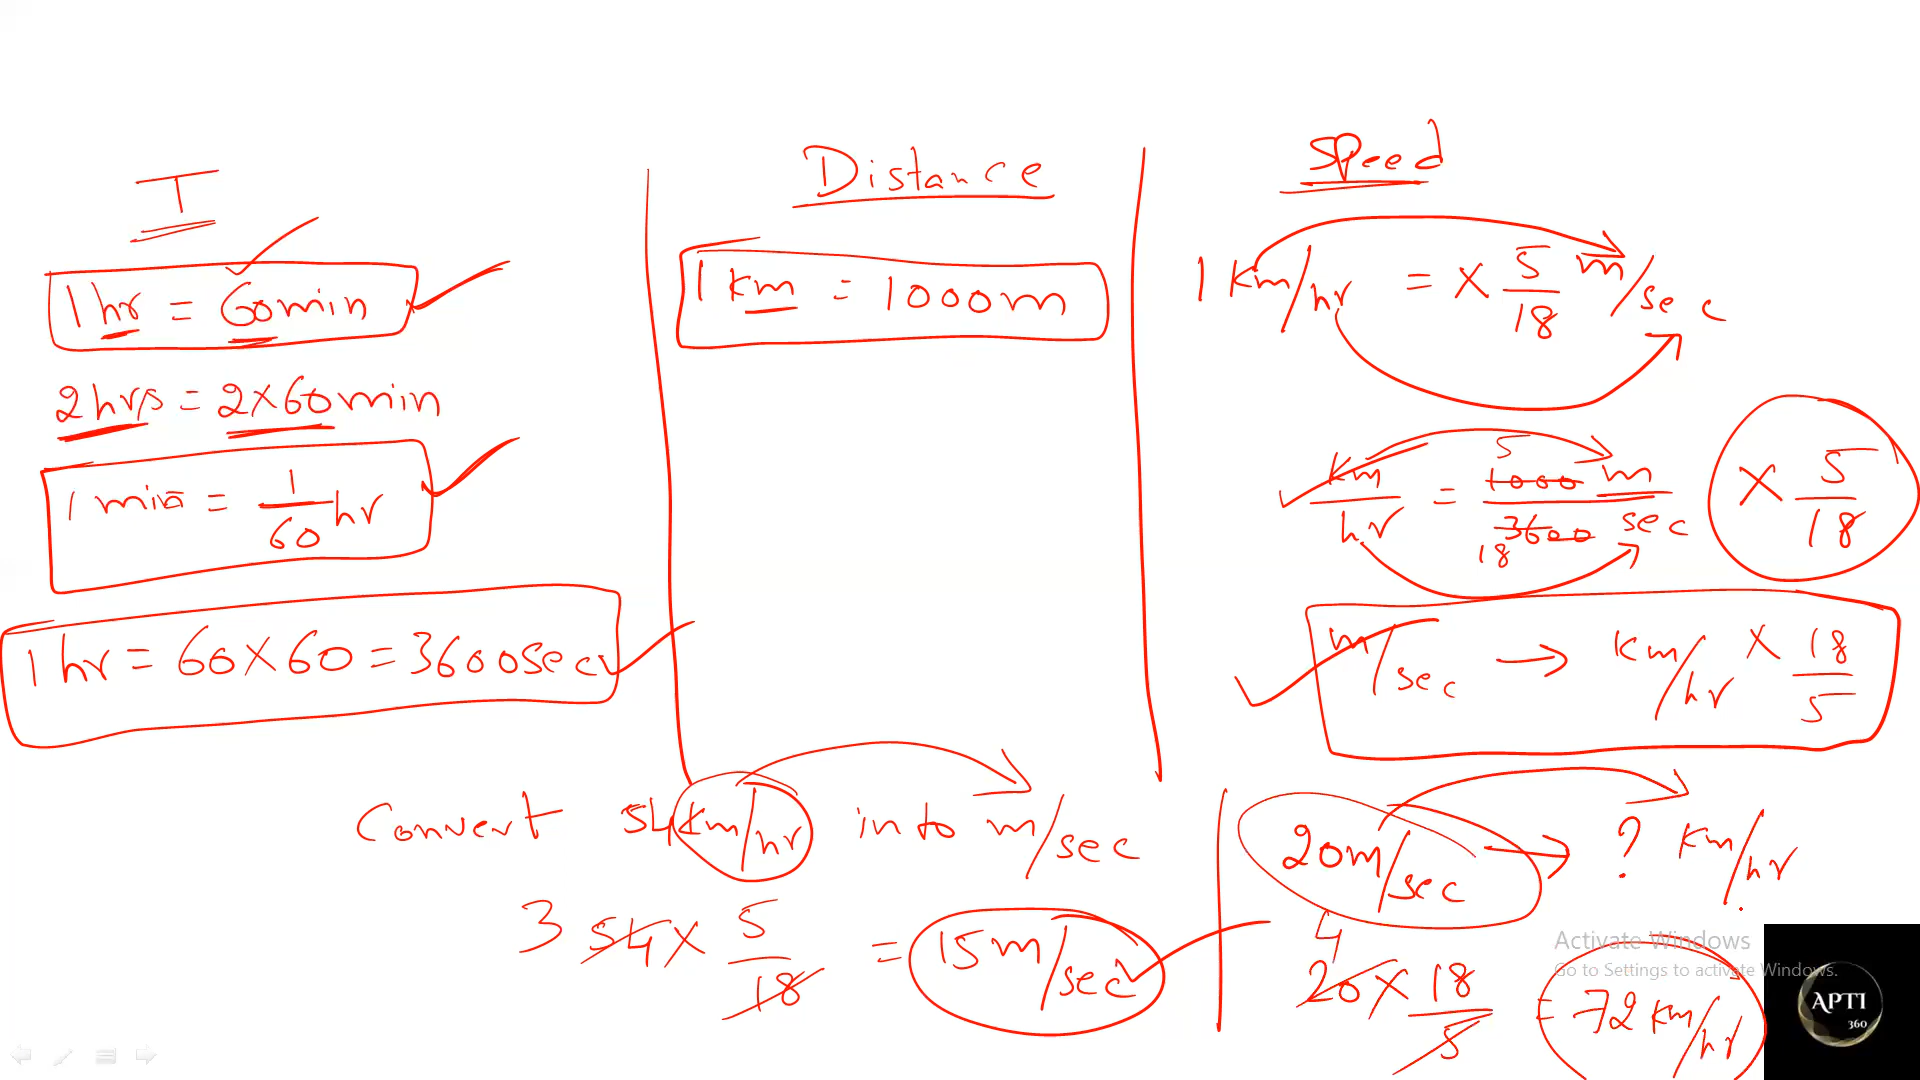 T
1 hr = 60 min
2 hrs = 2 × 60 min
1 min = 1/60 hr
1 hr = 60 × 60 = 3600 sec
Distance
1 km = 1000 m
Speed
1 km/hr = × 5/18 m/sec
km/hr = 1000 m / 3600 sec
5
18
× 5/18
m/sec → km/hr × 18/5
Convert 54 km/hr into m/sec
3 54 × 5/18 = 15 m/sec
20 m/sec → ? km/hr
4
20 × 18/5 = 72 km/hr
Activate Windows
Go to Settings to activate Windows.
APTI
360